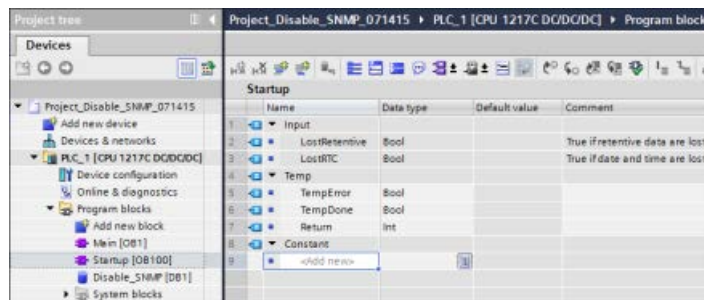 Project tree
Project_Disable_SNMP_071415 ▸ PLC_1 [CPU 1217C DC/DC/DC] ▸ Program block
Devices
Startup
Name Data type Default value Comment
1 Input
2 LostRetentive Bool True if retentive data are lost
3 LostRTC Bool True if date and time are lost
4 Temp
5 TempError Bool
6 TempDone Bool
7 Return Int
8 Constant
9 <Add new>
Project_Disable_SNMP_071415
Add new device
Devices & networks
PLC_1 [CPU 1217C DC/DC/DC]
Device configuration
Online & diagnostics
Program blocks
Add new block
Main [OB1]
Startup [OB100]
Disable_SNMP [DB1]
System blocks